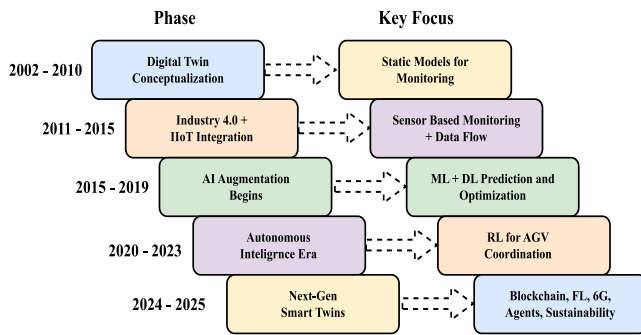 Phase
Key Focus
2002 - 2010
Digital Twin
Conceptualization
Static Models for
Monitoring
2011 - 2015
Industry 4.0 +
IIoT Integration
Sensor Based Monitoring
+ Data Flow
2015 - 2019
AI Augmentation
Begins
ML + DL Prediction and
Optimization
2020 - 2023
Autonomous
Inteligrnce Era
RL for AGV
Coordination
2024 - 2025
Next-Gen
Smart Twins
Blockchain, FL, 6G,
Agents, Sustainability